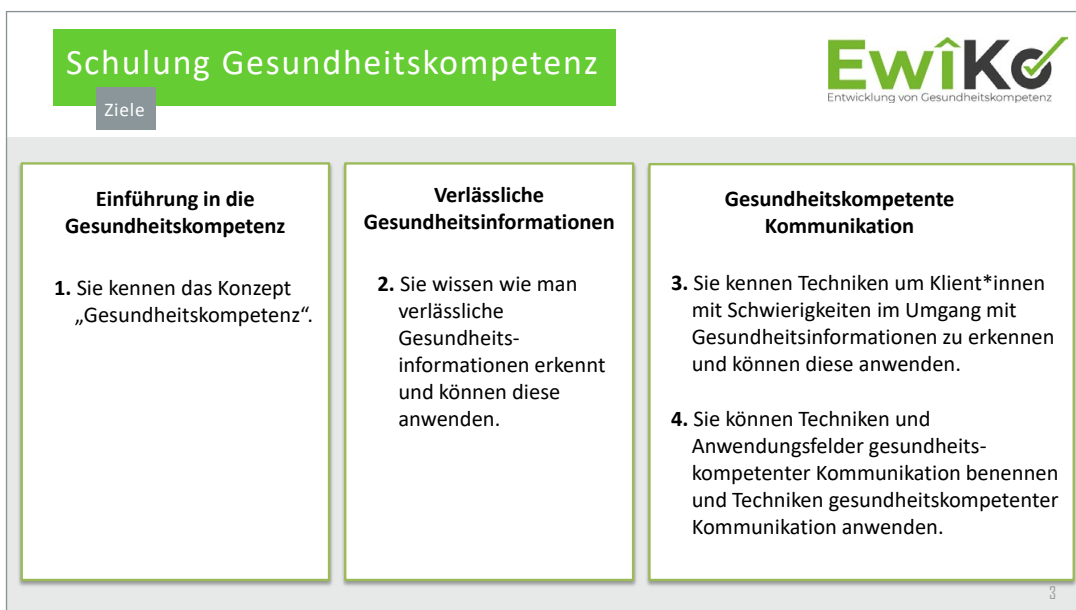 Schulung Gesundheitskompetenz
Ziele
EwîKo
Entwicklung von Gesundheitskompetenz
Einführung in die
Gesundheitskompetenz
1. Sie kennen das Konzept
„Gesundheitskompetenz“.
Verlässliche
Gesundheitsinformationen
2. Sie wissen wie man
verlässliche
Gesundheits-
informationen erkennt
und können diese
anwenden.
Gesundheitskompetente
Kommunikation
3. Sie kennen Techniken um Klient*innen
mit Schwierigkeiten im Umgang mit
Gesundheitsinformationen zu erkennen
und können diese anwenden.
4. Sie können Techniken und
Anwendungsfelder gesundheits-
kompetenter Kommunikation benennen
und Techniken gesundheitskompetenter
Kommunikation anwenden.
3